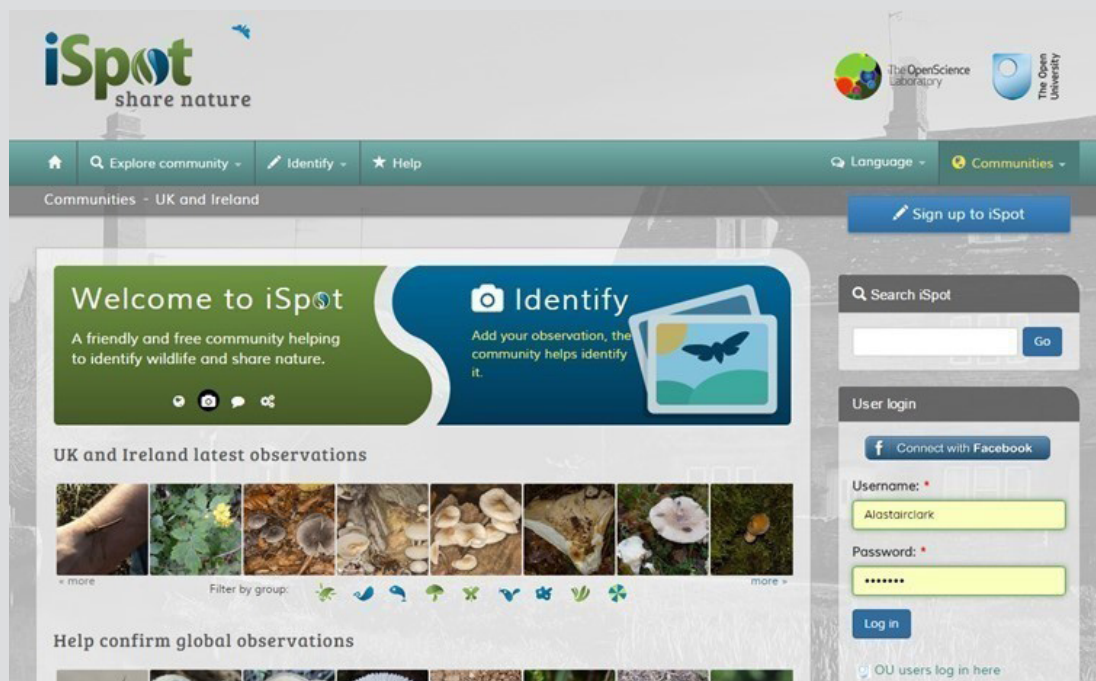 iSpot
share nature
The OpenScience
Laboratory
The Open
University
Explore community
Identify
Help
Language
Communities
Communities - UK and Ireland
Sign up to iSpot
Welcome to iSpot
A friendly and free community helping
to identify wildlife and share nature.
Identify
Add your observation, the
community helps identify
it.
Search iSpot
Go
User login
f Connect with Facebook
UK and Ireland latest observations
Username: *
Alastairclark
Password: *
•••••••
« more
Filter by group:
more »
Log in
Help confirm global observations
OU users log in here